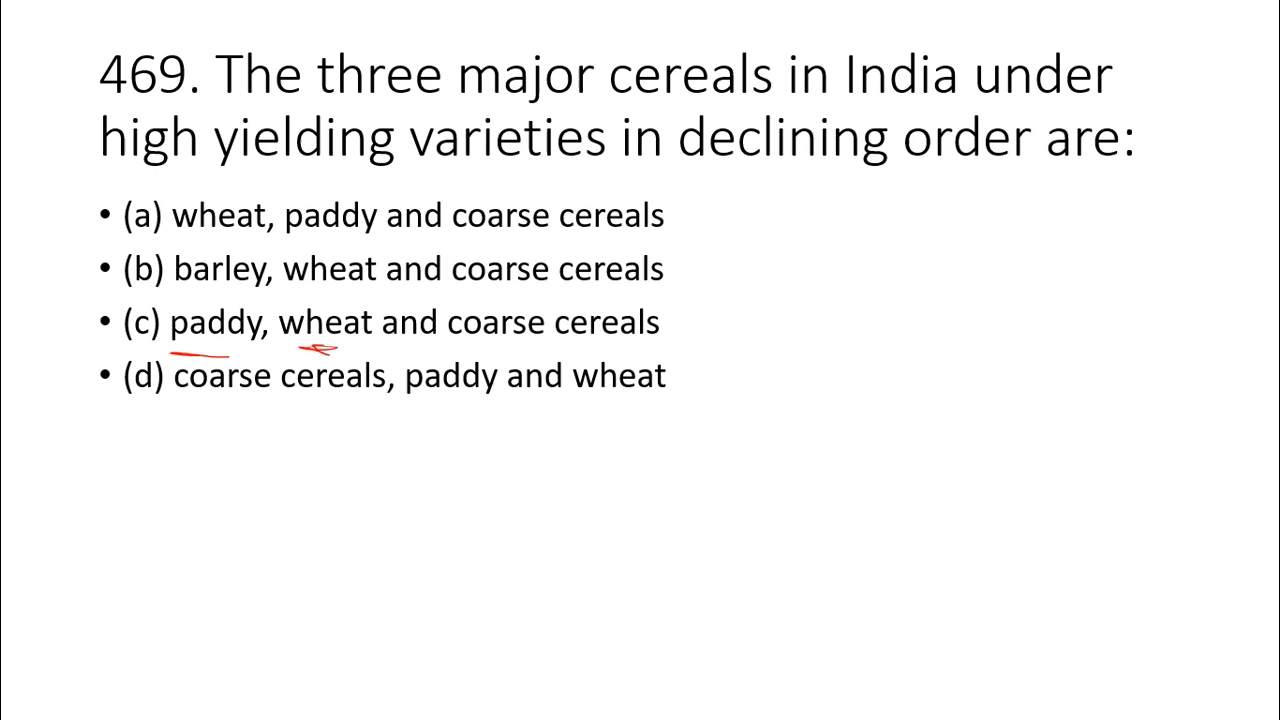 469. The three major cereals in India under
high yielding varieties in declining order are:
• (a) wheat, paddy and coarse cereals
• (b) barley, wheat and coarse cereals
• (c) paddy, wheat and coarse cereals
• (d) coarse cereals, paddy and wheat